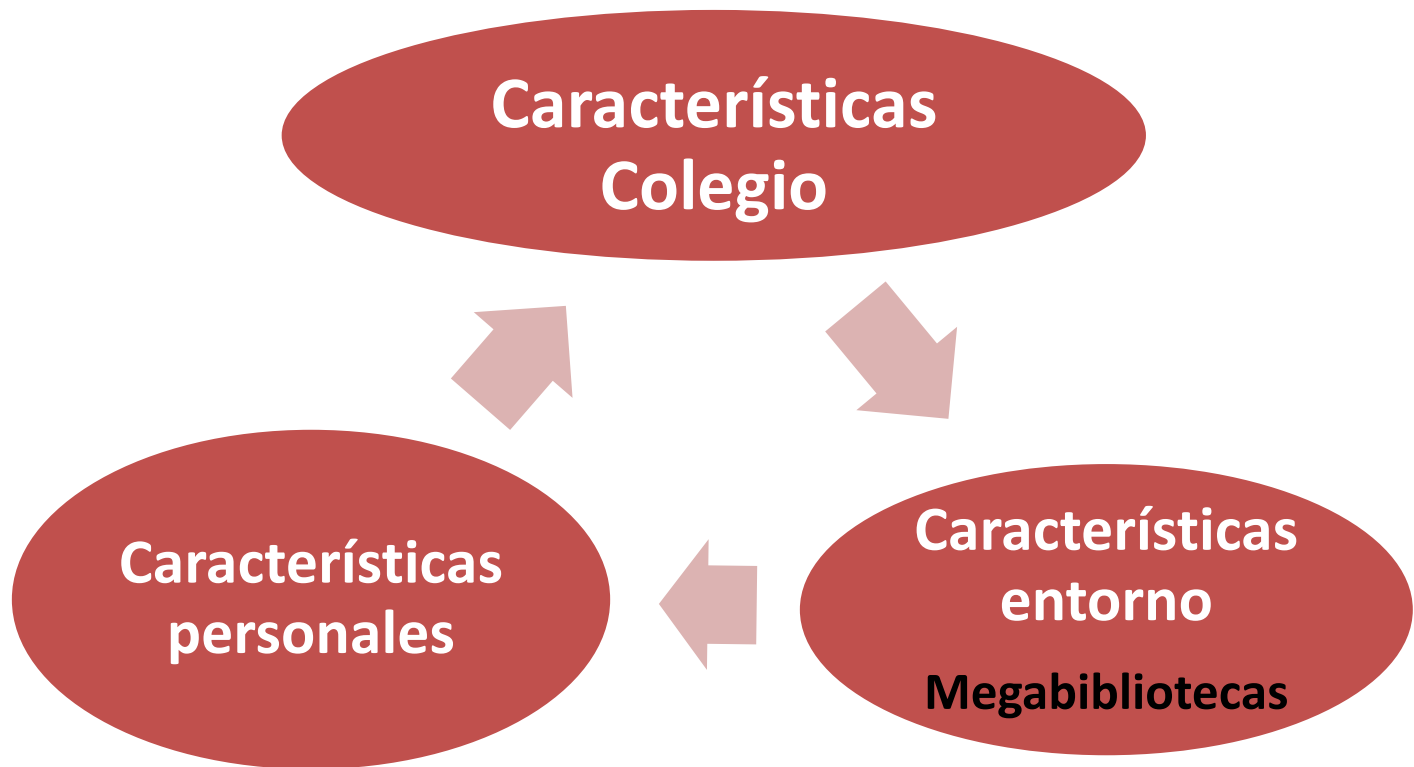 Características
Colegio
Características
personales
Características
entorno
Megabibliotecas